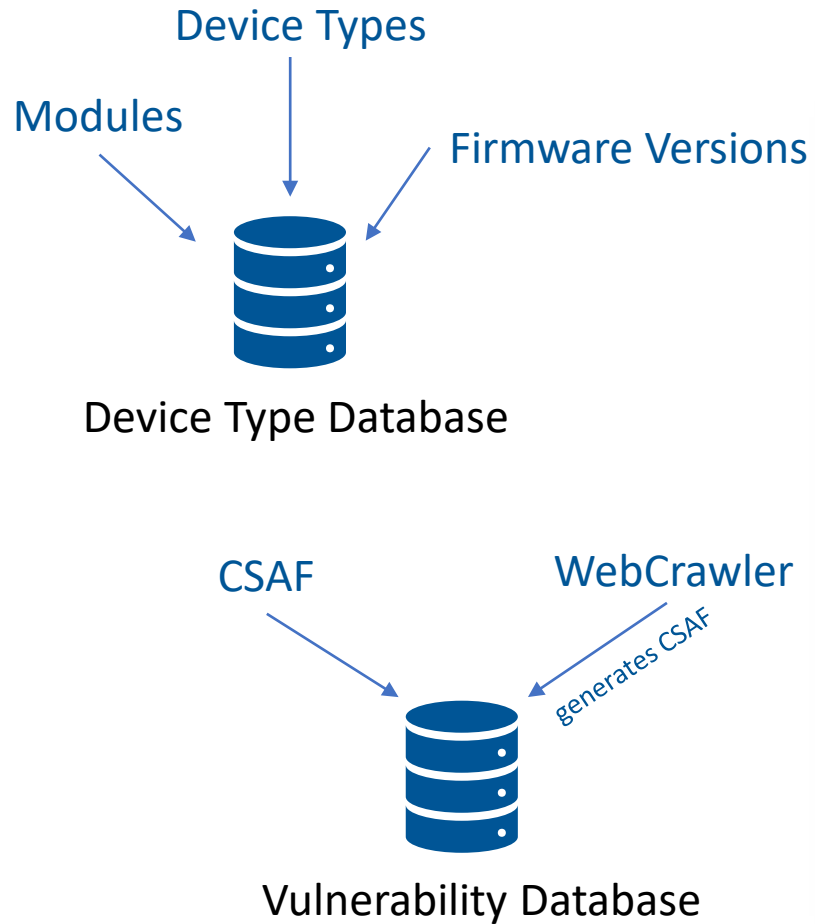 Device Types
Modules
Firmware Versions
Device Type Database
CSAF
WebCrawler
generates CSAF
Vulnerability Database